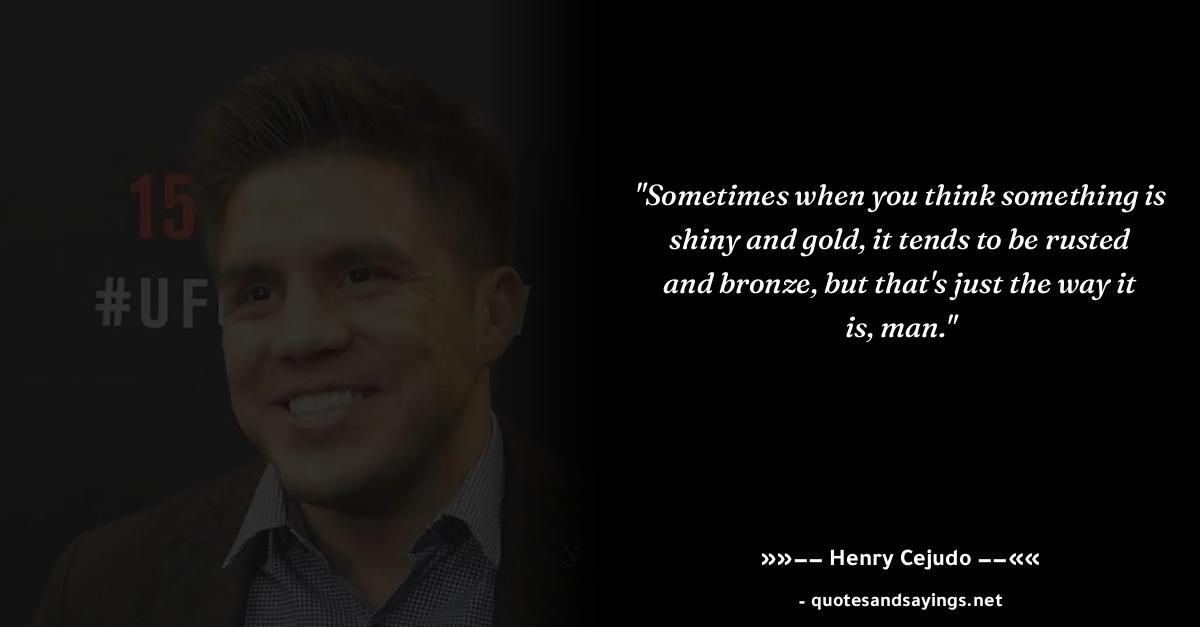 15
#UF
"Sometimes when you think something is
shiny and gold, it tends to be rusted
and bronze, but that's just the way it
is, man."
»»−− Henry Cejudo −−««
- quotesandsayings.net